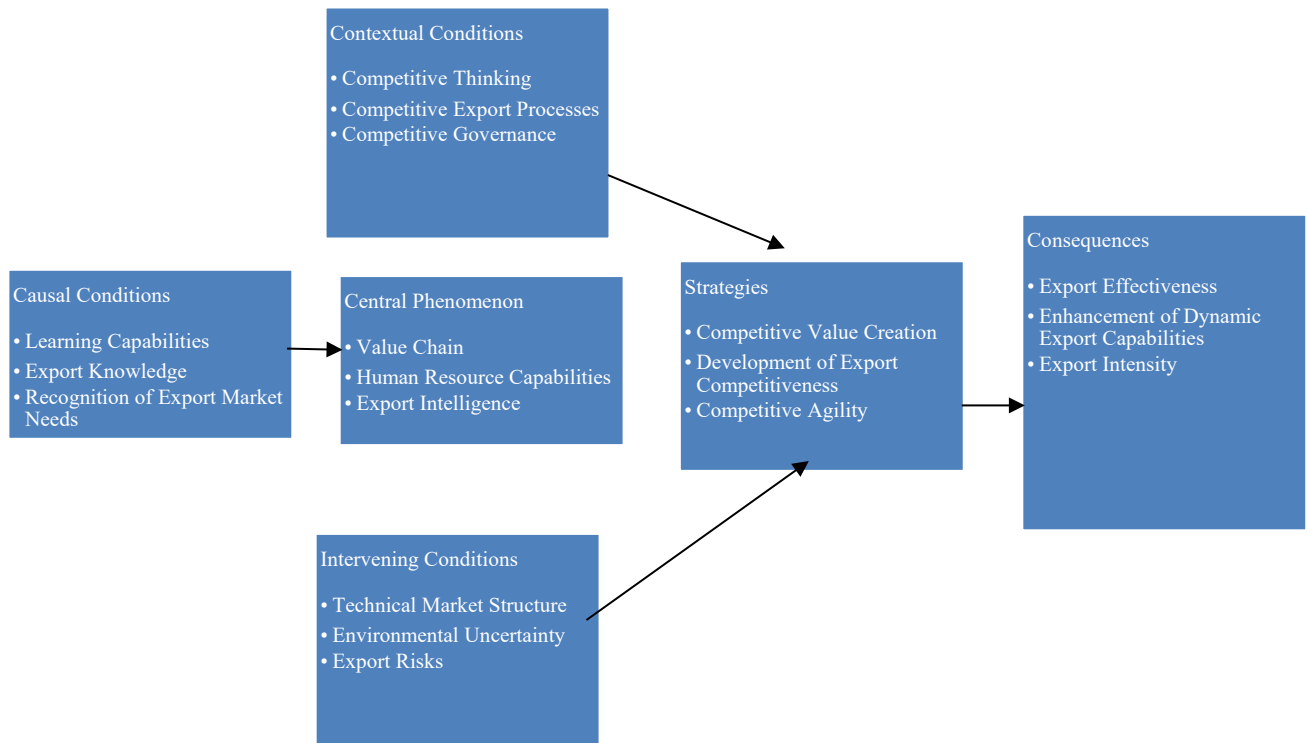 Contextual Conditions
• Competitive Thinking
• Competitive Export Processes
• Competitive Governance
Causal Conditions
• Learning Capabilities
• Export Knowledge
• Recognition of Export Market
Needs
Central Phenomenon
• Value Chain
• Human Resource Capabilities
• Export Intelligence
Intervening Conditions
• Technical Market Structure
• Environmental Uncertainty
• Export Risks
Strategies
• Competitive Value Creation
• Development of Export
Competitiveness
• Competitive Agility
Consequences
• Export Effectiveness
• Enhancement of Dynamic
Export Capabilities
• Export Intensity